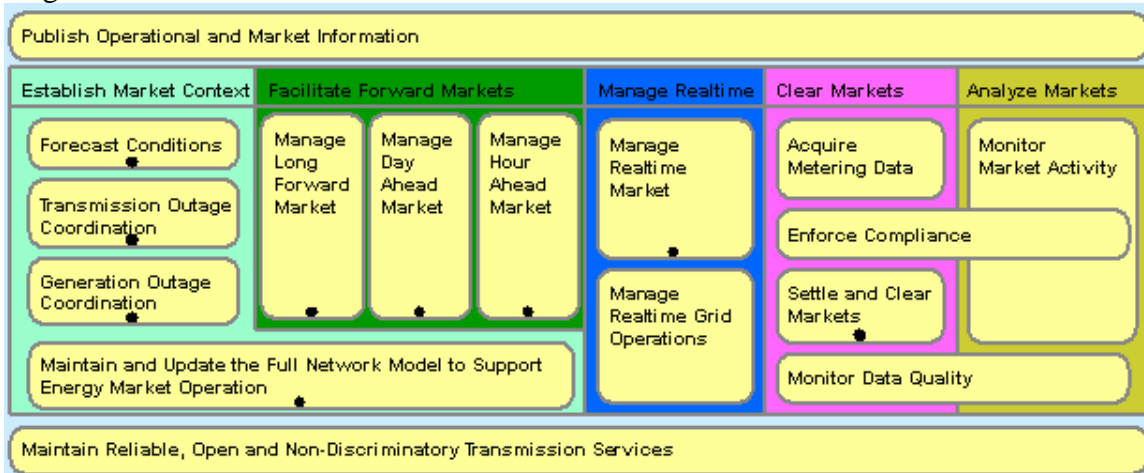 Publish Operational and Market Information
Establish Market Context
Facilitate Forward Markets
Manage Realtime
Clear Markets
Analyze Markets
Forecast Conditions
Transmission Outage
Coordination
Generation Outage
Coordination
Manage
Long
Forward
Market
Manage
Day
Ahead
Market
Manage
Hour
Ahead
Market
Maintain and Update the Full Network Model to Support
Energy Market Operation
Manage
Realtime
Market
Manage
Realtime Grid
Operations
Acquire
Metering Data
Monitor
Market Activity
Enforce Compliance
Settle and Clear
Markets
Monitor Data Quality
Maintain Reliable, Open and Non-Discriminatory Transmission Services